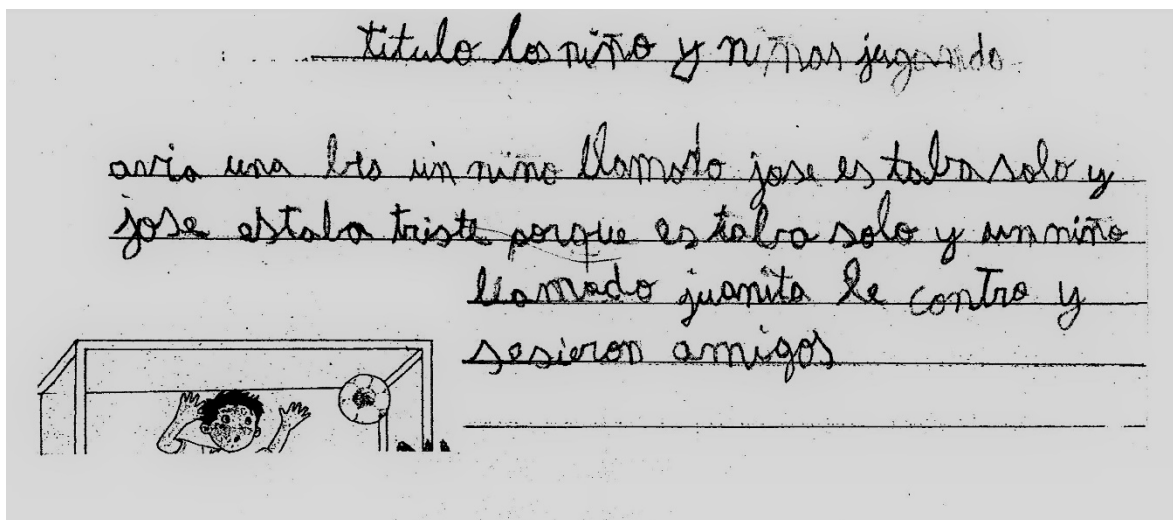 titulo los niño y niñas jugando
avia una bes un niño llamado jose es taba solo y
jose estaba triste porque es taba solo y un niño
llamado juanita le contro y
sesieron amigos